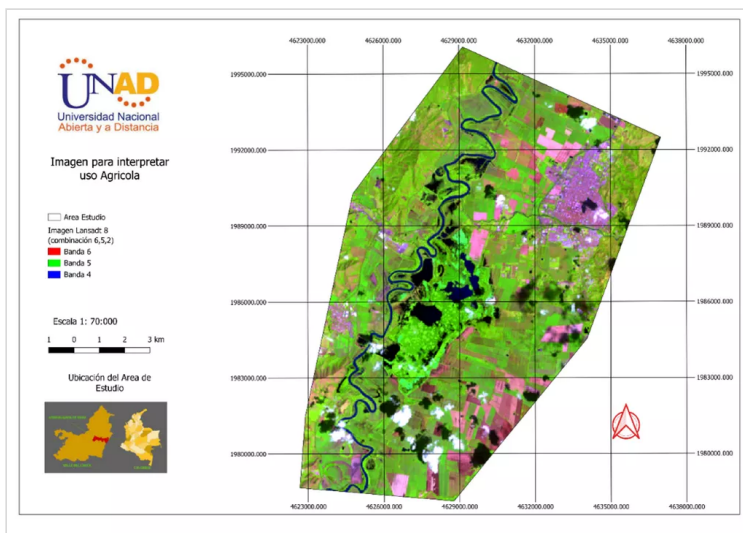 4623000.000 4626000.000 4629000.000 4632000.000 4635000.000 4638000.000
1995000.000 1995000.000
UNAD
Universidad Nacional
Abierta y a Distancia
1992000.000 1992000.000
Imagen para interpretar
uso Agricola
1989000.000 1989000.000
Area Estudio
Imagen Lansadt 8
(combinación 6,5,2)
Banda 6
Banda 5
Banda 4
1986000.000 1986000.000
Escala 1: 70:000
1 0 1 2 3 km
1983000.000 1983000.000
Ubicación del Area de
Estudio
1980000.000 1980000.000
4623000.000 4626000.000 4629000.000 4632000.000 4635000.000 4638000.000